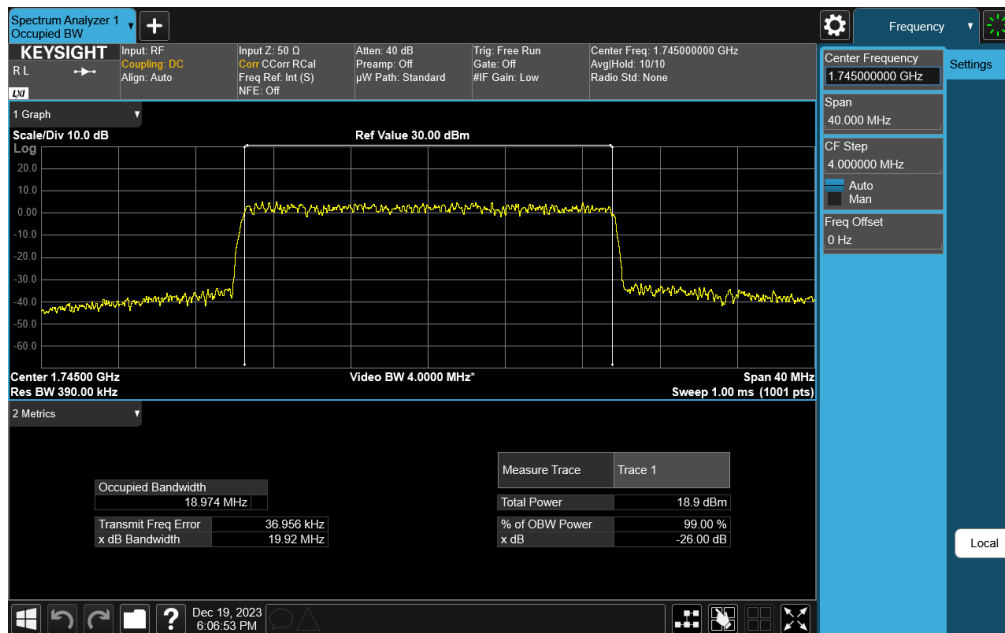 Spectrum Analyzer 1
Occupied BW
Frequency
KEYSIGHT
R L
LXI
Input: RF
Coupling: DC
Align: Auto
Input Z: 50 Ω
Corr CCorr RCal
Freq Ref: Int (S)
NFE: Off
Atten: 40 dB
Preamp: Off
µW Path: Standard
Trig: Free Run
Gate: Off
#IF Gain: Low
Center Freq: 1.745000000 GHz
Avg|Hold: 10/10
Radio Std: None
Center Frequency
1.745000000 GHz
Settings
Span
40.000 MHz
CF Step
4.000000 MHz
Auto
Man
Freq Offset
0 Hz
Local
1 Graph
Scale/Div 10.0 dB
Ref Value 30.00 dBm
Log
20.0
10.0
0.00
-10.0
-20.0
-30.0
-40.0
-50.0
-60.0
Center 1.74500 GHz
Video BW 4.0000 MHz*
Span 40 MHz
Res BW 390.00 kHz
Sweep 1.00 ms (1001 pts)
2 Metrics
Occupied Bandwidth
18.974 MHz
Transmit Freq Error 36.956 kHz
x dB Bandwidth 19.92 MHz
Measure Trace Trace 1
Total Power 18.9 dBm
% of OBW Power 99.00 %
x dB -26.00 dB
?
Dec 19, 2023
6:06:53 PM